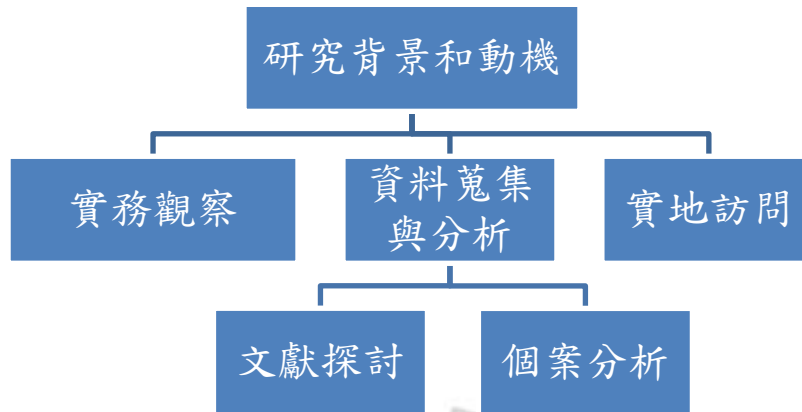 研究背景和動機
實務觀察
資料蒐集
與分析
實地訪問
文獻探討
個案分析